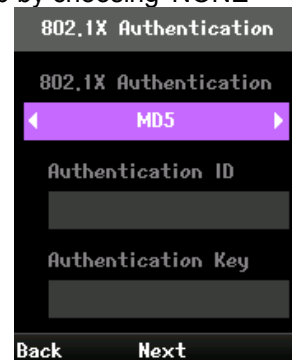 by choosing 'NONE'
802.1X Authentication
802.1X Authentication
MD5
Authentication ID
Authentication Key
Back Next